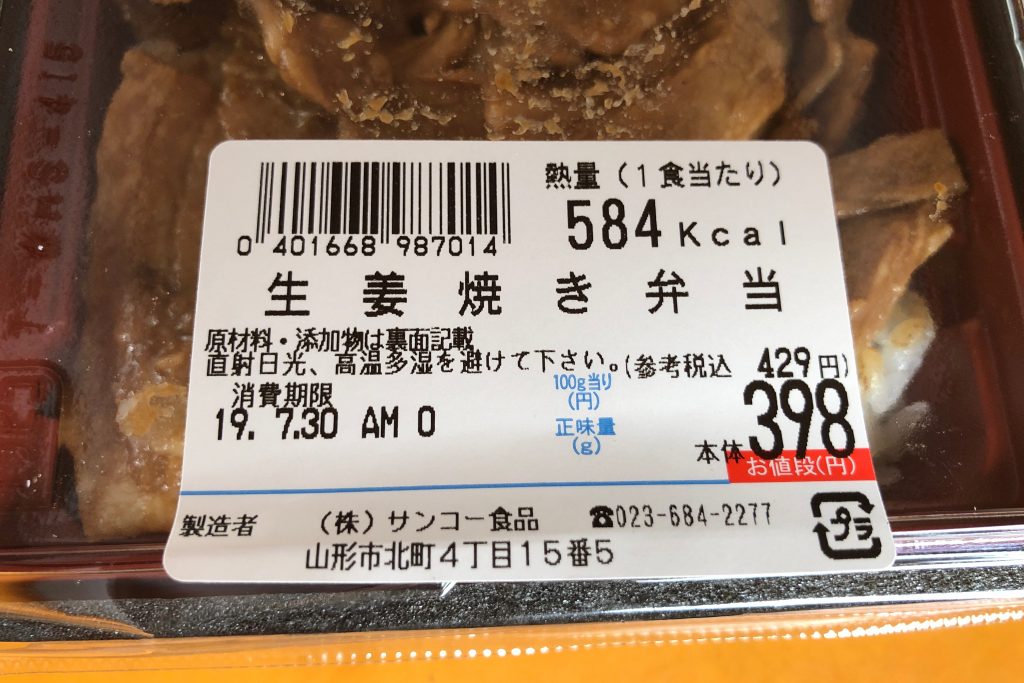 熱量(1食当たり)
584 Kcal
0 401668 987014
生姜焼き弁当
原材料・添加物は裏面記載
直射日光、高温多湿を避けて下さい。(参考税込 429円)
消費期限
19. 7.30 AM 0
100g当り
(円)
正味量
(g)
本体 398
お値段(円)
製造者 (株)サンコー食品 ☎023-684-2277
山形市北町4丁目15番5
プラ